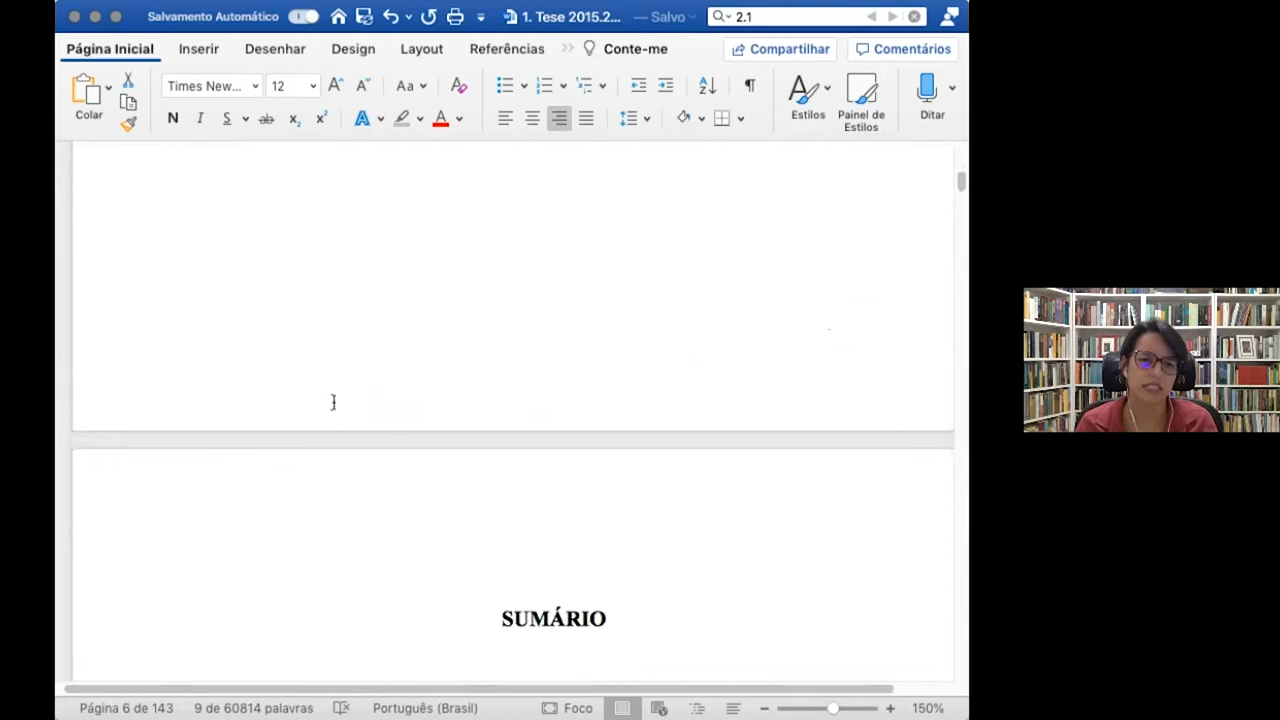 Salvamento Automático
1. Tese 2015.2... — Salvo
2.1
Página Inicial Inserir Desenhar Design Layout Referências Conte-me Compartilhar Comentários
Times New... 12 Aa
Colar
N I S ab x₂ x² A A
Estilos
Painel de
Estilos
Ditar
SUMÁRIO
Página 6 de 143 9 de 60814 palavras Português (Brasil) Foco 150%